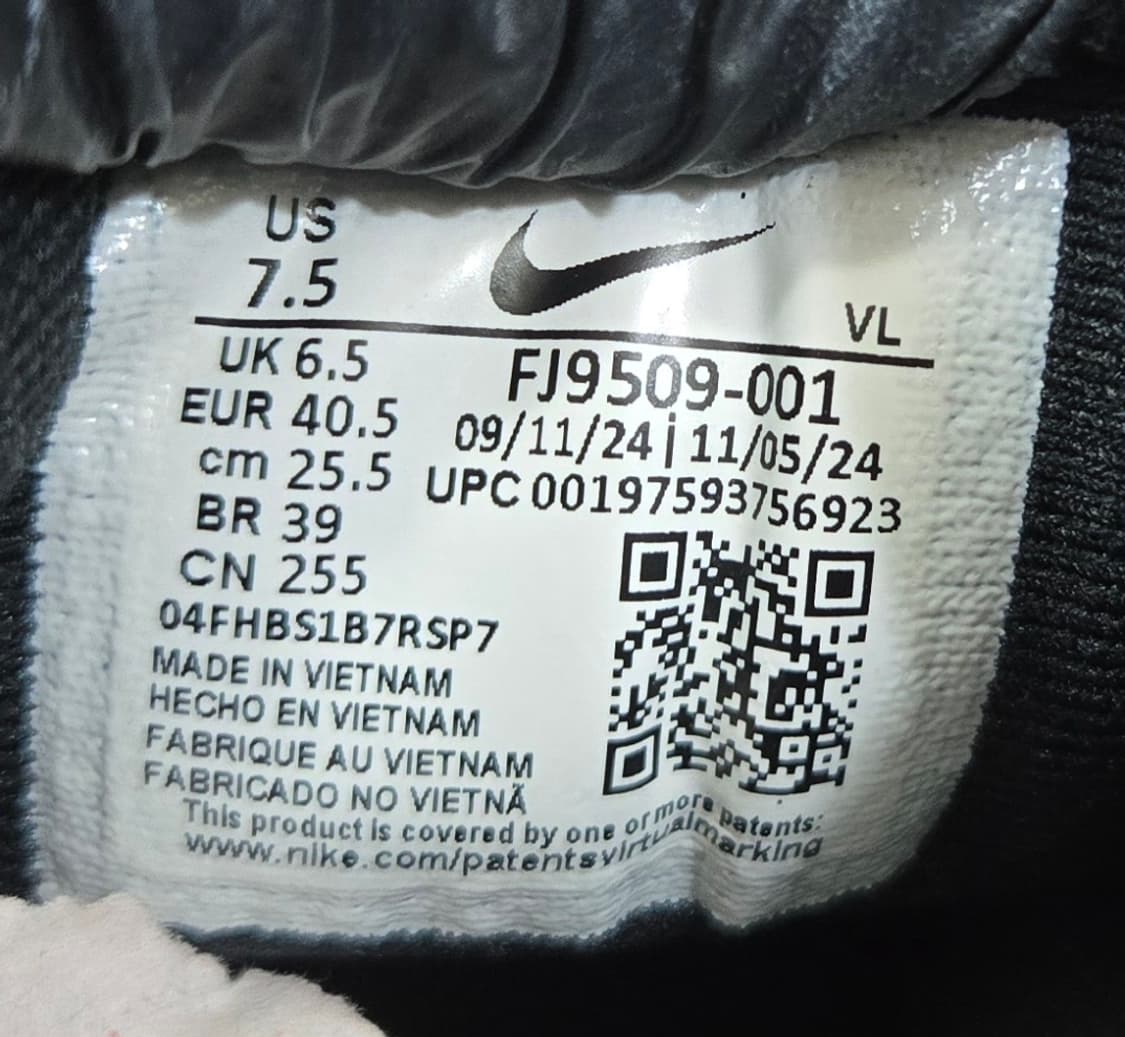 US
7.5
VL
UK 6.5
EUR 40.5
cm 25.5
BR 39
CN 255
FJ9509-001
09/11/24 | 11/05/24
UPC 00197593756923
04FHBS1B7RSP7
MADE IN VIETNAM
HECHO EN VIETNAM
FABRIQUE AU VIETNAM
FABRICADO NO VIETNÃ
This product is covered by one or more patents:
www.nike.com/patentsvirtualmarking